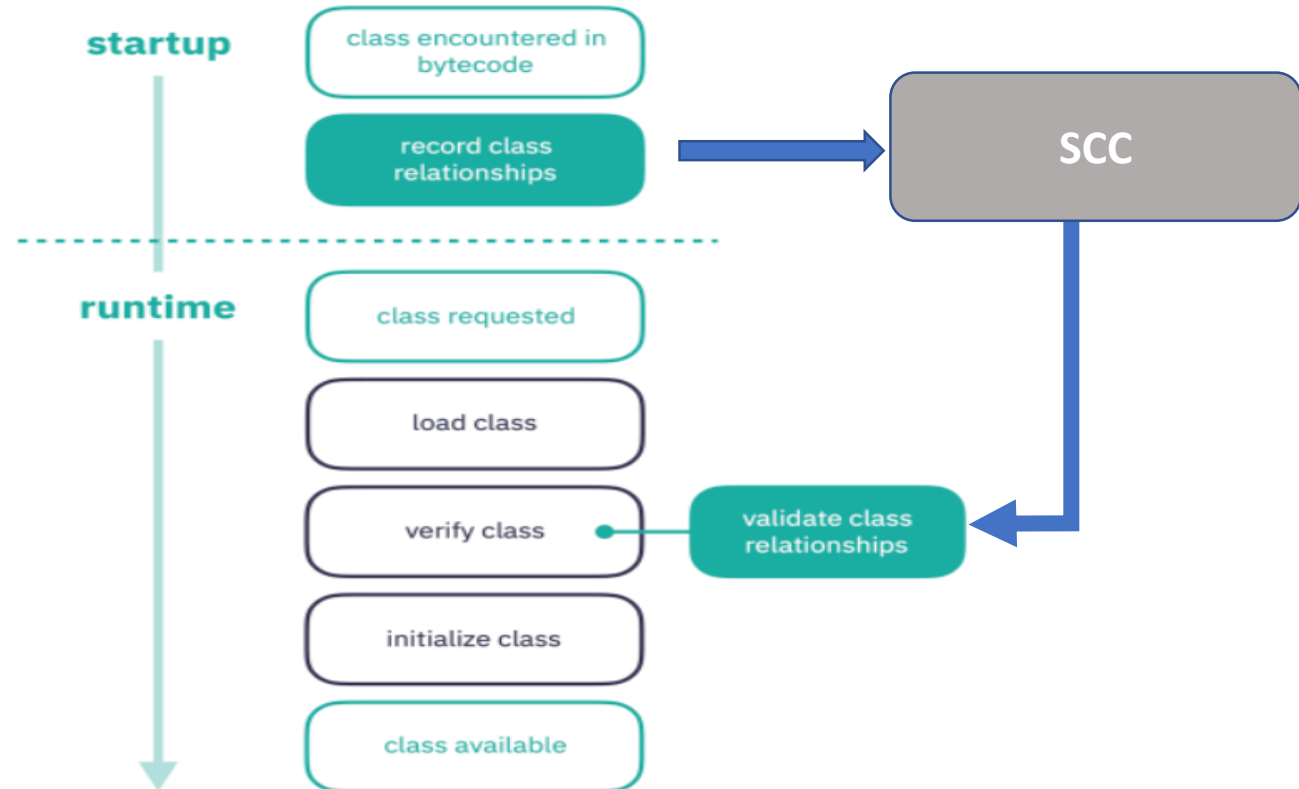 startup
class encountered in
bytecode
record class
relationships
SCC
runtime
class requested
load class
verify class
validate class
relationships
initialize class
class available